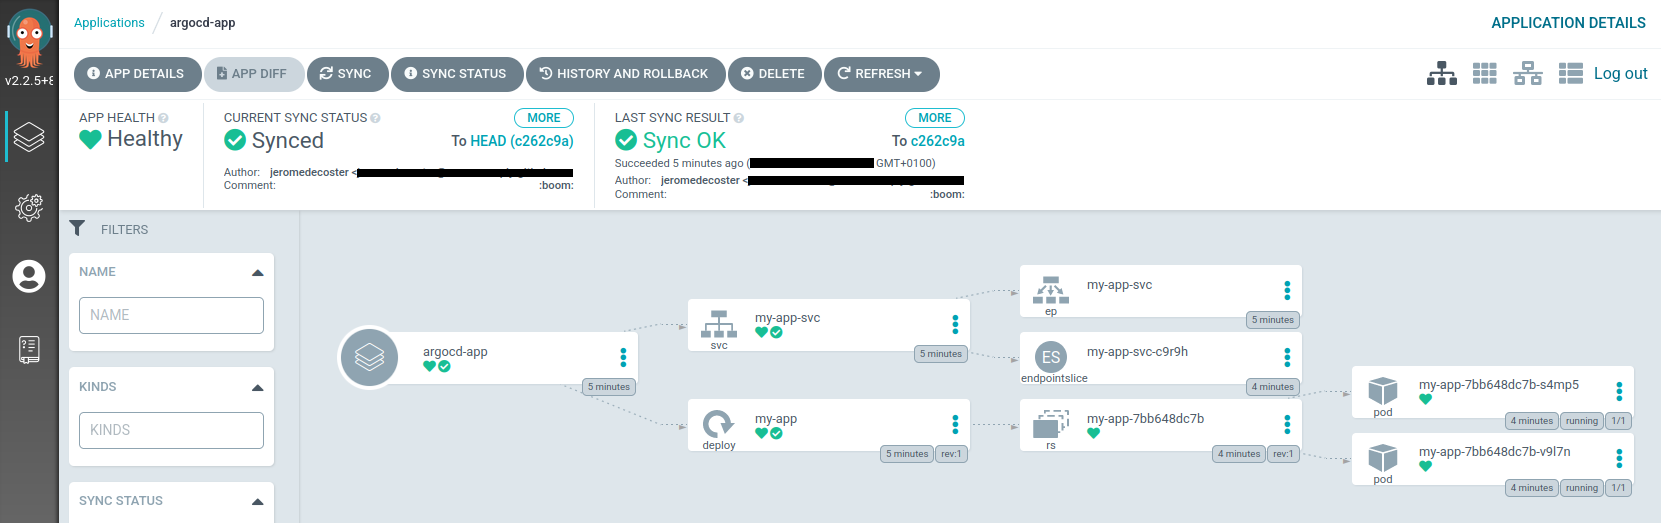 Applications / argocd-app
APPLICATION DETAILS
v2.2.5+8
APP DETAILS
APP DIFF
SYNC
SYNC STATUS
HISTORY AND ROLLBACK
DELETE
REFRESH
Log out
APP HEALTH
Healthy
CURRENT SYNC STATUS
MORE
Synced
To HEAD (c262c9a)
Author: jeromedecoster <
Comment: :boom:
LAST SYNC RESULT
MORE
Sync OK
To c262c9a
Succeeded 5 minutes ago ( GMT+0100)
Author: jeromedecoster <
Comment: :boom:
FILTERS
NAME
NAME
KINDS
KINDS
SYNC STATUS
argocd-app
5 minutes
my-app-svc
svc
5 minutes
my-app
deploy
5 minutes
rev:1
my-app-svc
ep
5 minutes
ES
my-app-svc-c9r9h
endpointslice
4 minutes
my-app-7bb648dc7b
rs
4 minutes
rev:1
my-app-7bb648dc7b-s4mp5
pod
4 minutes
running
1/1
my-app-7bb648dc7b-v9l7n
pod
4 minutes
running
1/1